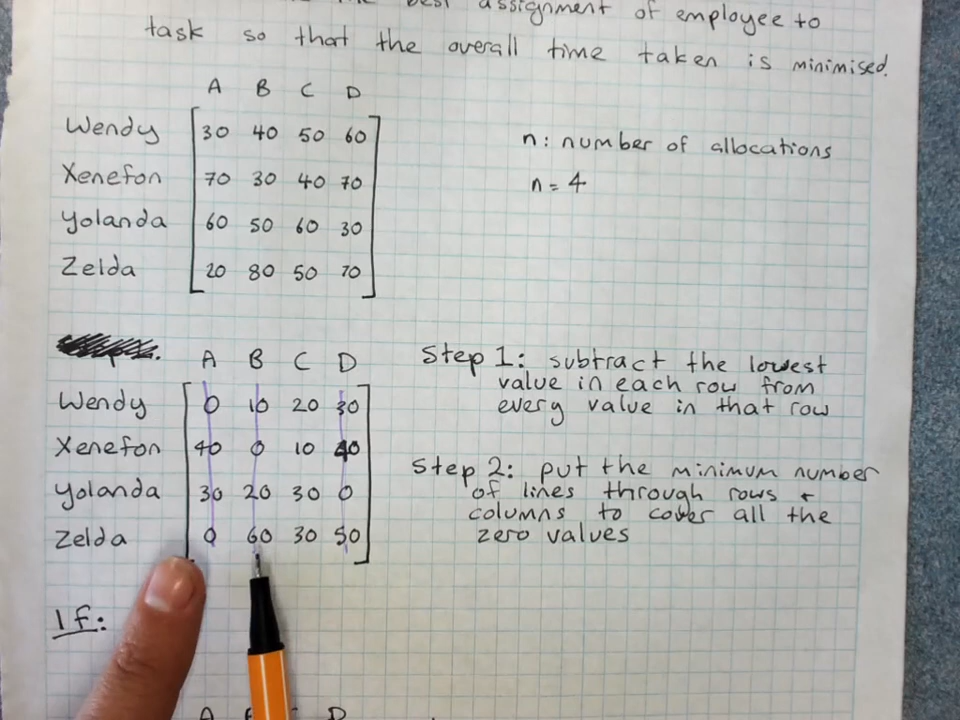 the best assignment of employee to
task so that the overall time taken is minimised.
A B C D
Wendy 30 40 50 60
Xenefon 70 30 40 70
Yolanda 60 50 60 30
Zelda 20 80 50 70
n: number of allocations
n = 4
A B C D
Wendy 0 10 20 30
Xenefon 40 0 10 40
Yolanda 30 20 30 0
Zelda 0 60 30 50
Step 1: subtract the lowest
value in each row from
every value in that row
Step 2: put the minimum number
of lines through rows +
columns to cover all the
zero values
If:
A D